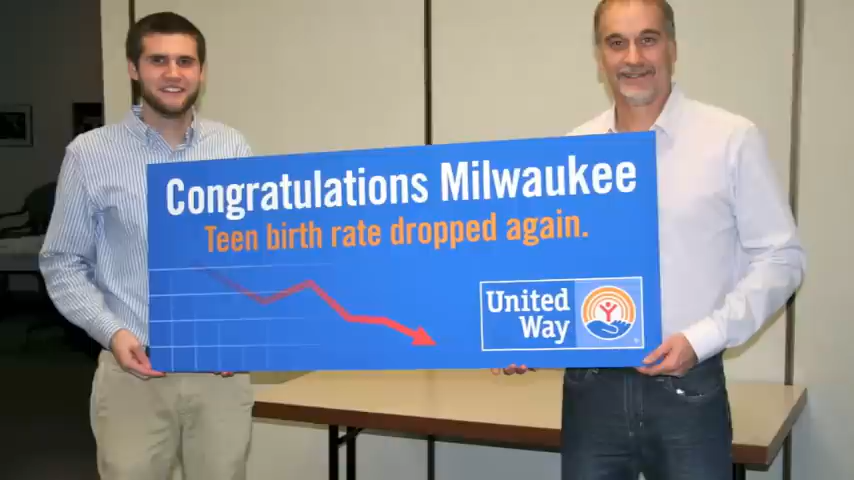 Congratulations Milwaukee
Teen birth rate dropped again.
United
Way